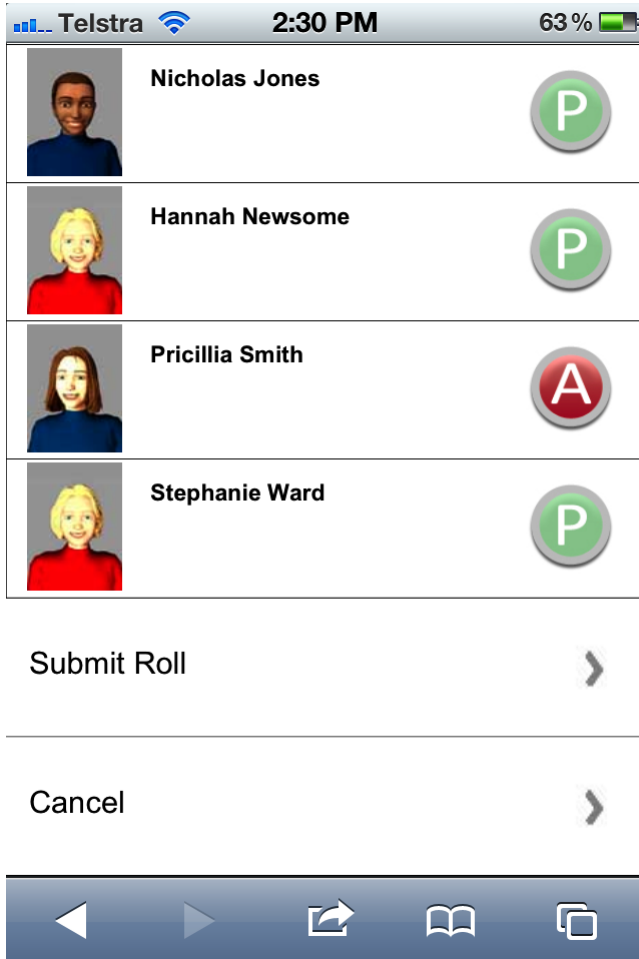 Telstra 2:30 PM 63%
Nicholas Jones P
Hannah Newsome P
Pricillia Smith A
Stephanie Ward P
Submit Roll
Cancel